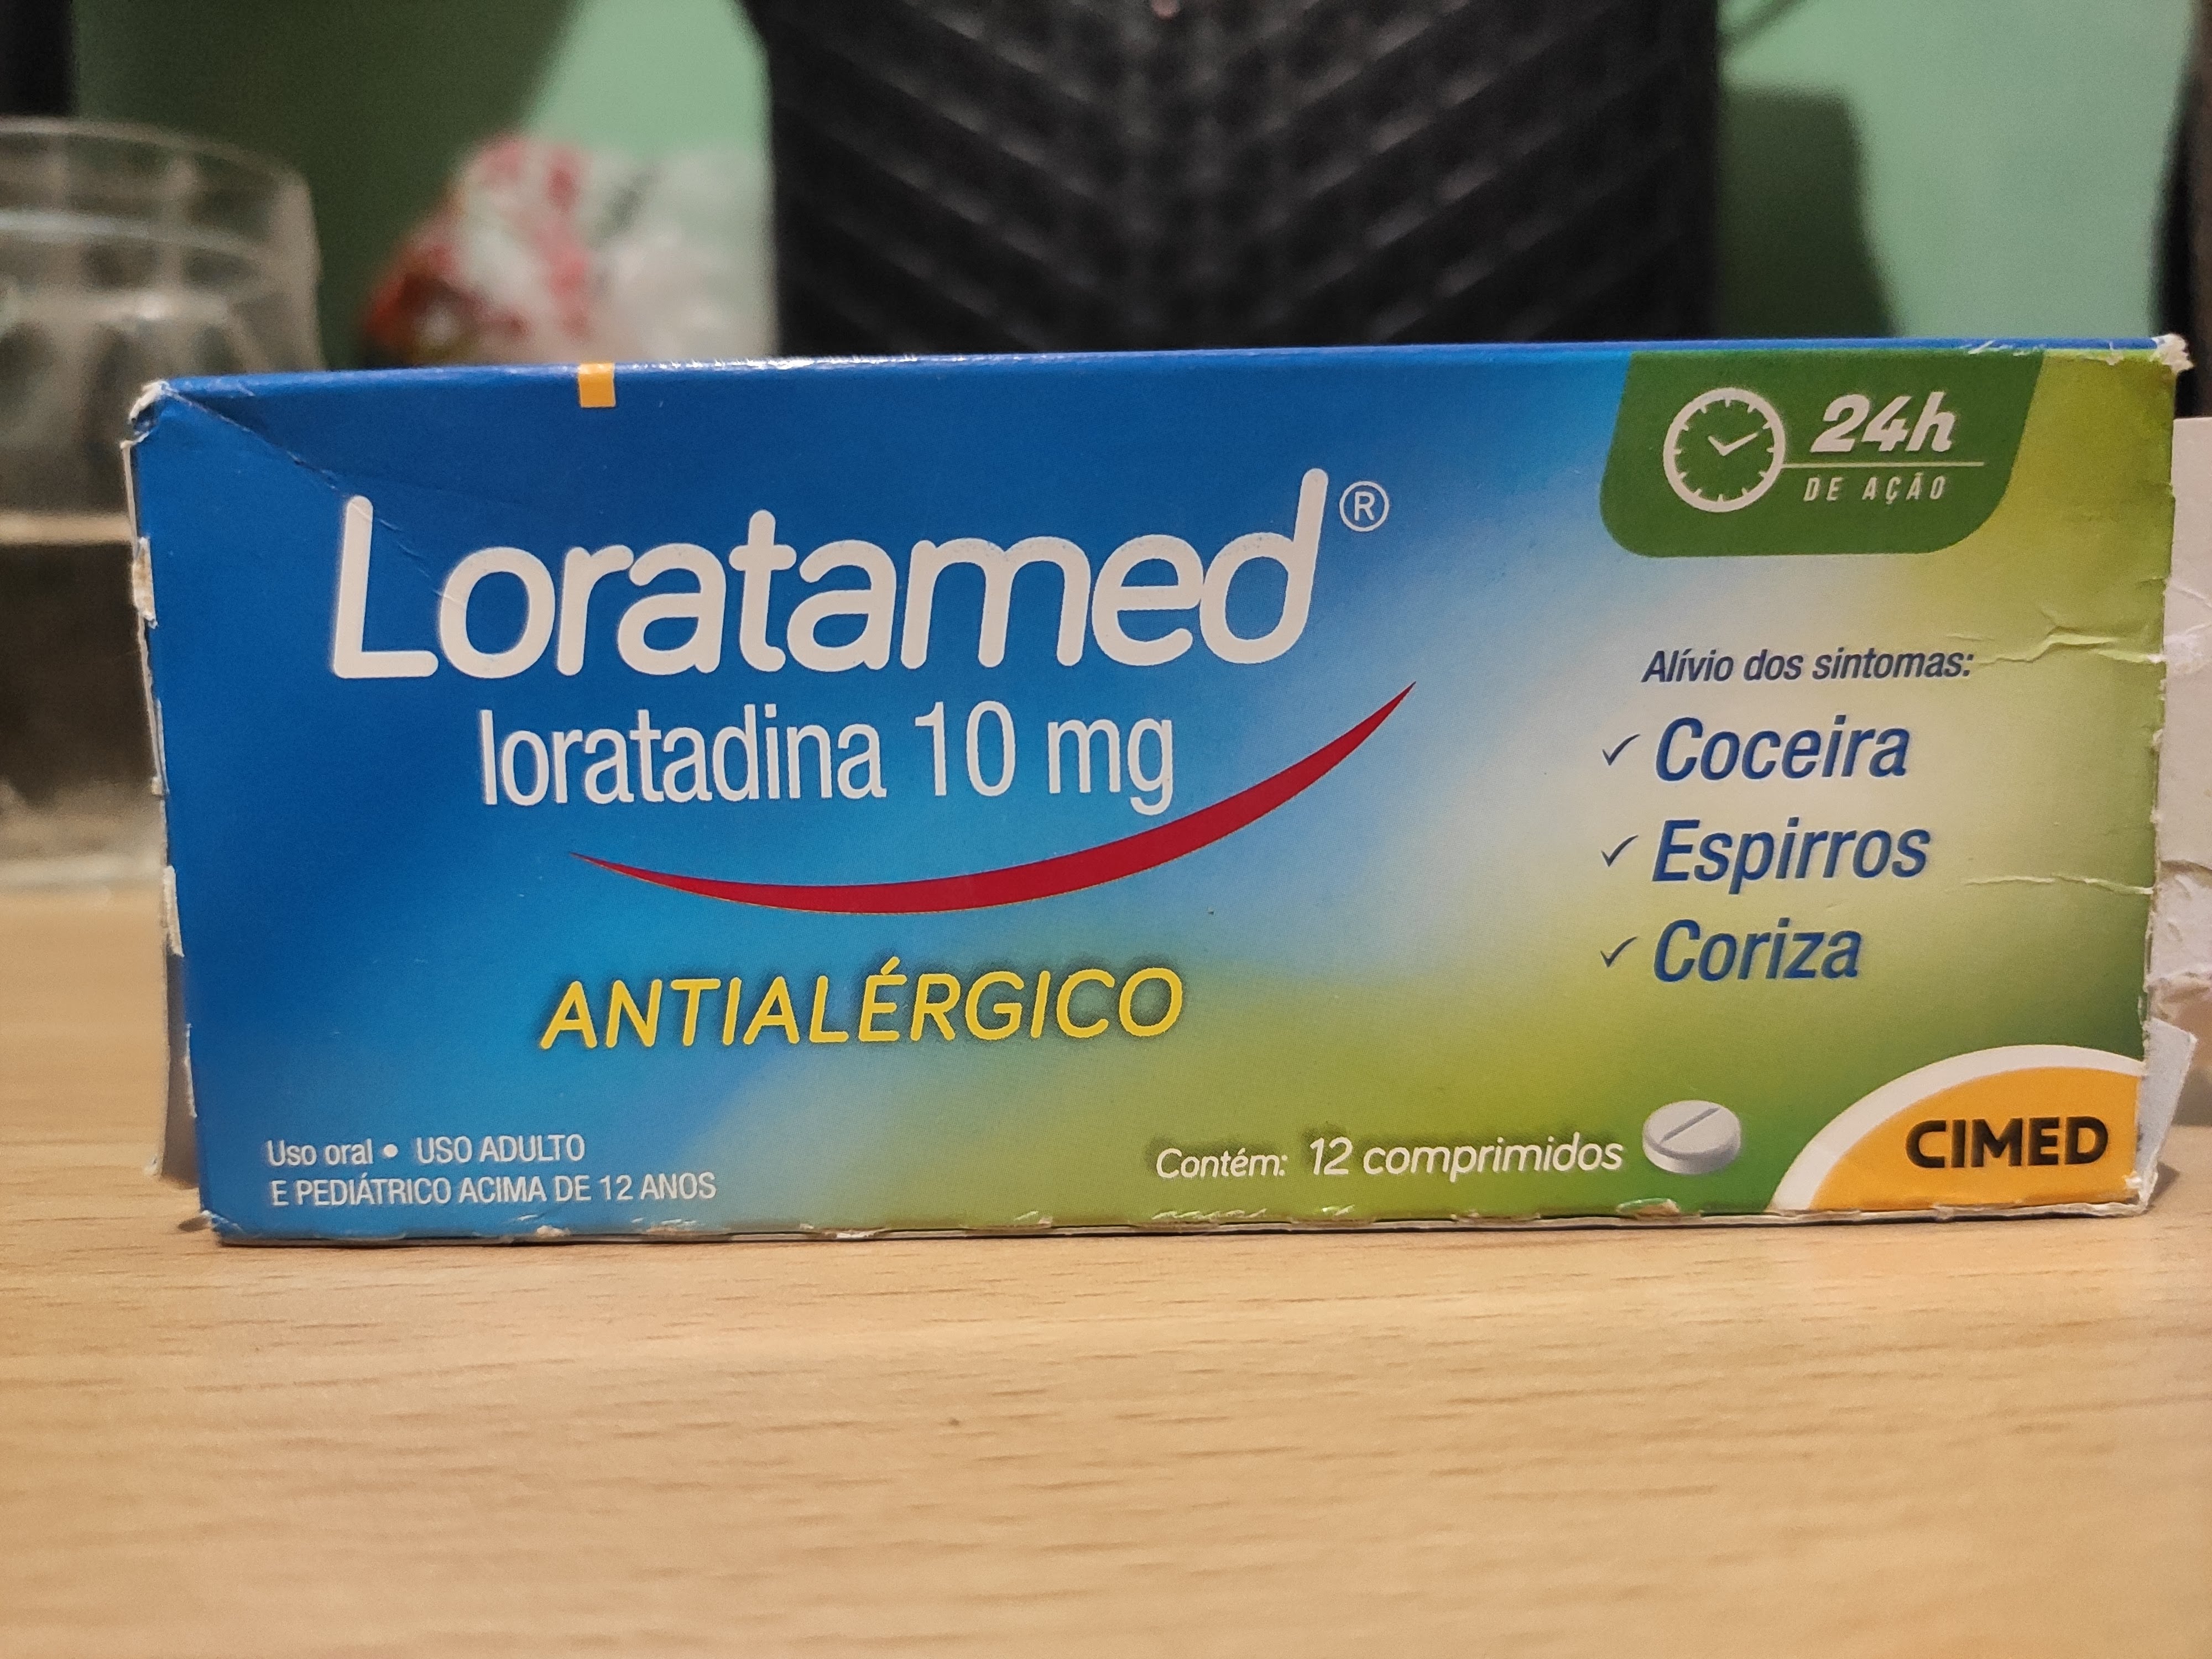 24h
DE AÇÃO
Loratamed®
loratadina 10 mg
ANTIALÉRGICO
Alívio dos sintomas:
✓ Coceira
✓ Espirros
✓ Coriza
Uso oral • USO ADULTO
E PEDIÁTRICO ACIMA DE 12 ANOS
Contém: 12 comprimidos
CIMED